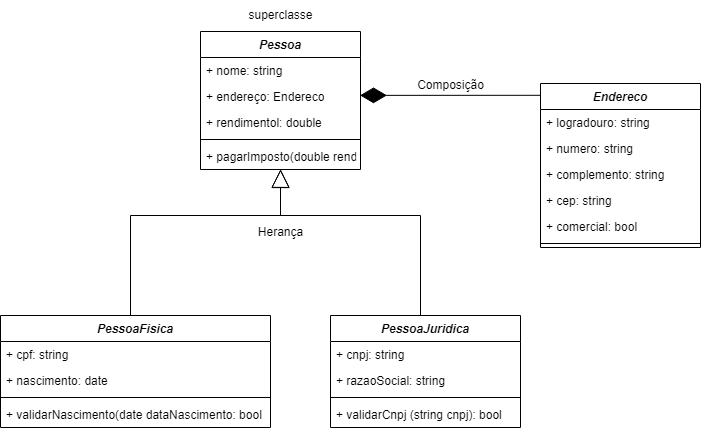 superclasse
Pessoa
+ nome: string
+ endereço: Endereco
+ rendimentol: double
+ pagarImposto(double rend
Composição
Endereco
+ logradouro: string
+ numero: string
+ complemento: string
+ cep: string
+ comercial: bool
Herança
PessoaFisica
+ cpf: string
+ nascimento: date
+ validarNascimento(date dataNascimento: bool
PessoaJuridica
+ cnpj: string
+ razaoSocial: string
+ validarCnpj (string cnpj): bool